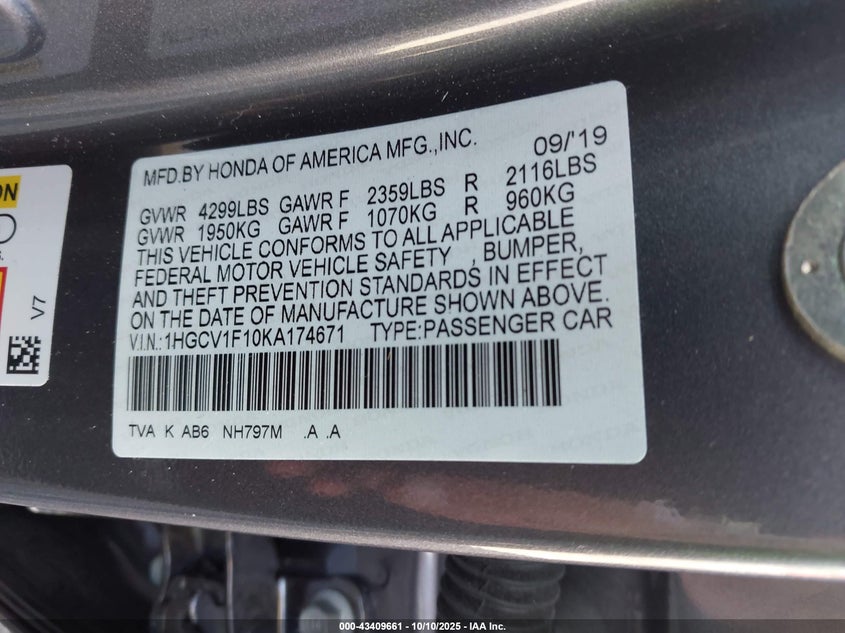 MFD.BY HONDA OF AMERICA MFG.,INC. 09/'19
GVWR 4299LBS GAWR F 2359LBS R 2116LBS
GVWR 1950KG GAWR F 1070KG R 960KG
THIS VEHICLE CONFORMS TO ALL APPLICABLE
FEDERAL MOTOR VEHICLE SAFETY , BUMPER,
AND THEFT PREVENTION STANDARDS IN EFFECT
ON THE DATE OF MANUFACTURE SHOWN ABOVE.
V.I.N.:1HGCV1F10KA174671 TYPE:PASSENGER CAR
TVA K AB6 NH797M .A .A
ON
S.
V7
000-43409661 - 10/10/2025 - IAA Inc.